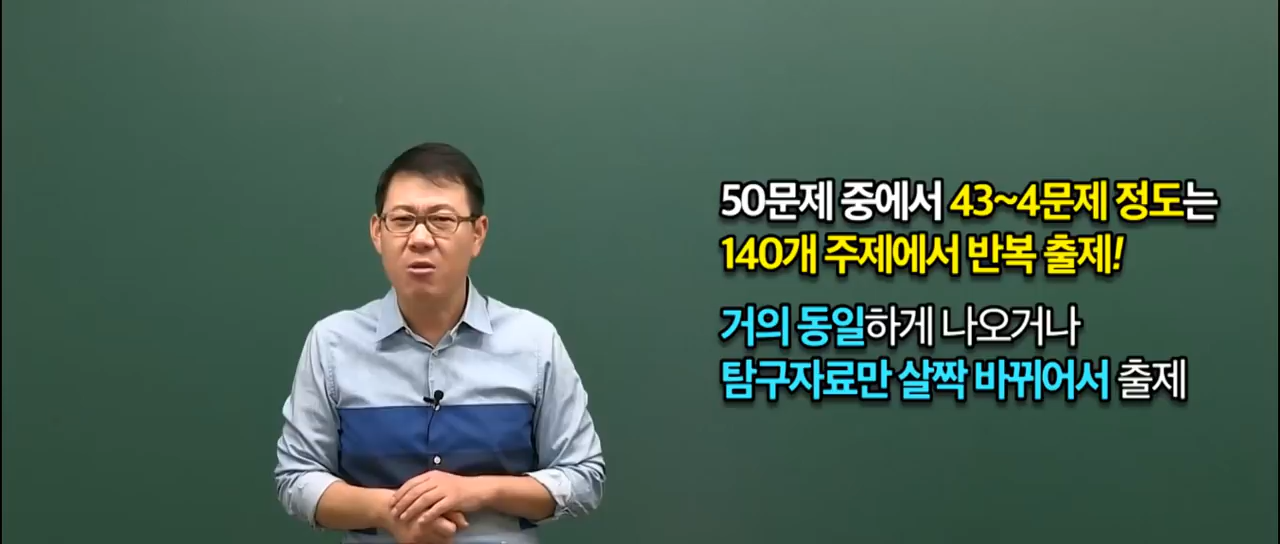 50문제 중에서 43~4문제 정도는
140개 주제에서 반복 출제!
거의 동일하게 나오거나
탐구자료만 살짝 바뀌어서 출제